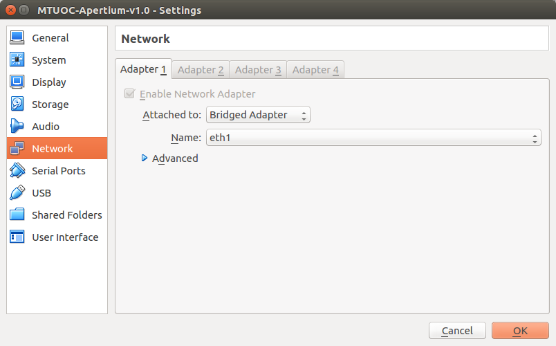 MTUOC-Apertium-v1.0 - Settings
General
System
Display
Storage
Audio
Network
Serial Ports
USB
Shared Folders
User Interface
Network
Adapter 1 Adapter 2 Adapter 3 Adapter 4
Enable Network Adapter
Attached to: Bridged Adapter
Name: eth1
Advanced
Cancel OK